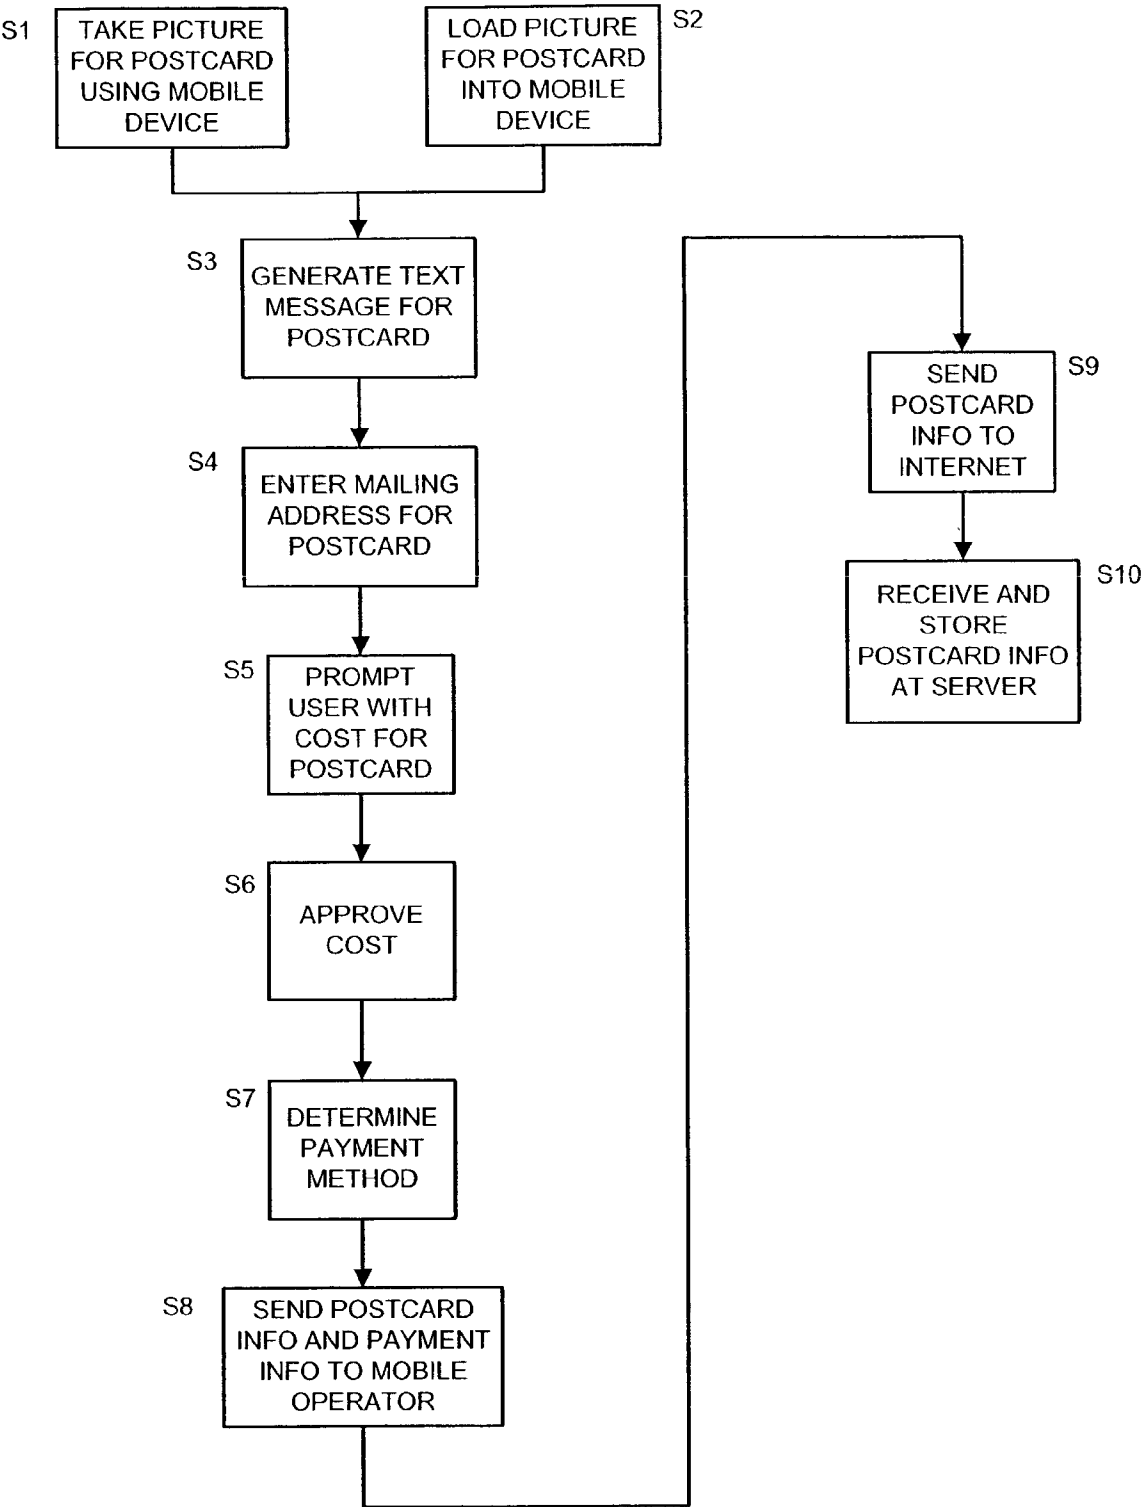 S1
TAKE PICTURE
FOR POSTCARD
USING MOBILE
DEVICE
LOAD PICTURE
FOR POSTCARD
INTO MOBILE
DEVICE
S2
S3
GENERATE TEXT
MESSAGE FOR
POSTCARD
S4
ENTER MAILING
ADDRESS FOR
POSTCARD
S5
PROMPT
USER WITH
COST FOR
POSTCARD
S6
APPROVE
COST
S7
DETERMINE
PAYMENT
METHOD
S8
SEND POSTCARD
INFO AND PAYMENT
INFO TO MOBILE
OPERATOR
SEND
POSTCARD
INFO TO
INTERNET
S9
RECEIVE AND
STORE
POSTCARD INFO
AT SERVER
S10